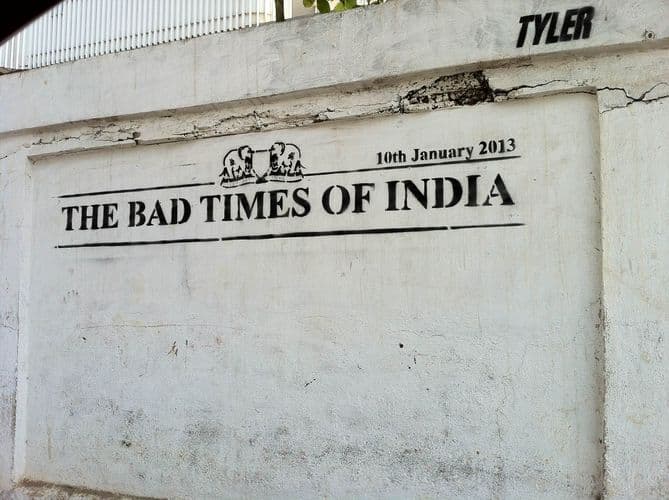 TYLER
10th January 2013
THE BAD TIMES OF INDIA